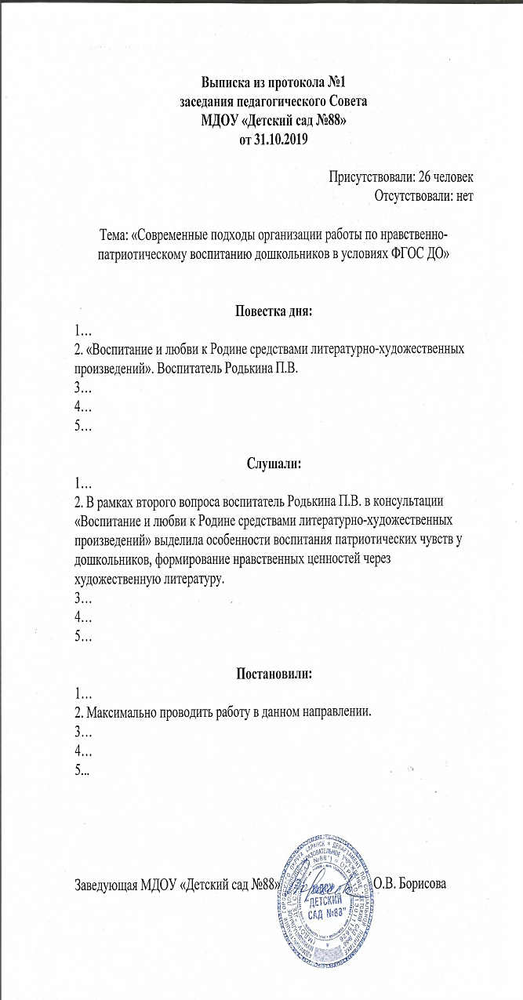 Выписка из протокола №1
заседания педагогического Совета
МДОУ «Детский сад №88»
от 31.10.2019
Присутствовали: 26 человек
Отсутствовали: нет
Тема: «Современные подходы организации работы по нравственно-
патриотическому воспитанию дошкольников в условиях ФГОС ДО»
Повестка дня:
1…
2. «Воспитание и любви к Родине средствами литературно-художественных
произведений». Воспитатель Родькина П.В.
3…
4…
5…
Слушали:
1…
2. В рамках второго вопроса воспитатель Родькина П.В. в консультации
«Воспитание и любви к Родине средствами литературно-художественных
произведений» выделила особенности воспитания патриотических чувств у
дошкольников, формирование нравственных ценностей через
художественную литературу.
3…
4…
5…
Постановили:
1…
2. Максимально проводить работу в данном направлении.
3…
4…
5...
Заведующая МДОУ «Детский сад №88» О.В. Борисова
МДОУ
"ДЕТСКИЙ
САД №88"